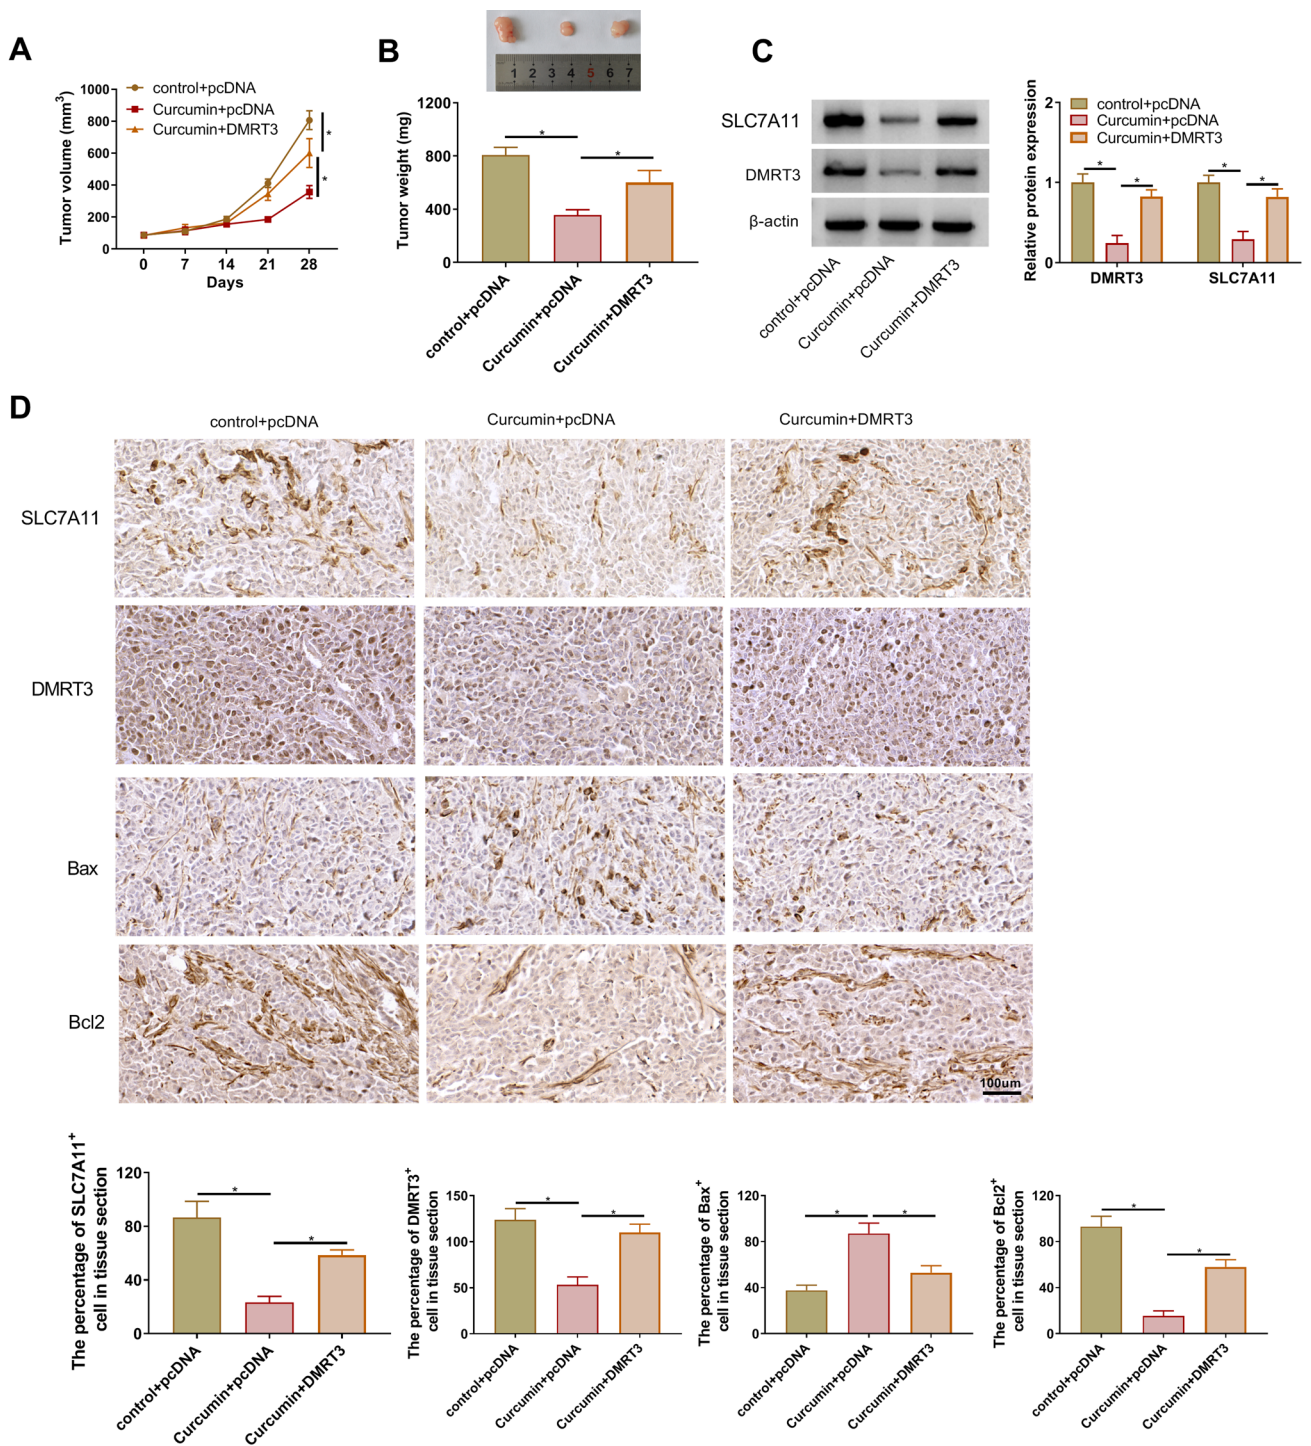 A
control+pcDNA
Curcumin+pcDNA
Curcumin+DMRT3
Tumor volume (mm3)
1000
800
600
400
200
0
*
*
0 7 14 21 28
Days
B
1 2 3 4 5 6 7
Tumor weight (mg)
1200
800
400
0
*
*
control+pcDNA
Curcumin+pcDNA
Curcumin+DMRT3
C
SLC7A11
DMRT3
β-actin
control+pcDNA
Curcumin+pcDNA
Curcumin+DMRT3
Relative protein expression
2
1
0
control+pcDNA
Curcumin+pcDNA
Curcumin+DMRT3
* * * *
DMRT3 SLC7A11
D
control+pcDNA Curcumin+pcDNA Curcumin+DMRT3
SLC7A11
DMRT3
Bax
Bcl2
100um
The percentage of SLC7A11+
cell in tissue section
120
80
40
0
*
*
control+pcDNA
Curcumin+pcDNA
Curcumin+DMRT3
The percentage of DMRT3+
cell in tissue section
150
100
50
0
*
*
control+pcDNA
Curcumin+pcDNA
Curcumin+DMRT3
The percentage of Bax+
cell in tissue section
120
80
40
0
*
*
control+pcDNA
Curcumin+pcDNA
Curcumin+DMRT3
The percentage of Bcl2+
cell in tissue section
120
80
40
0
*
*
control+pcDNA
Curcumin+pcDNA
Curcumin+DMRT3